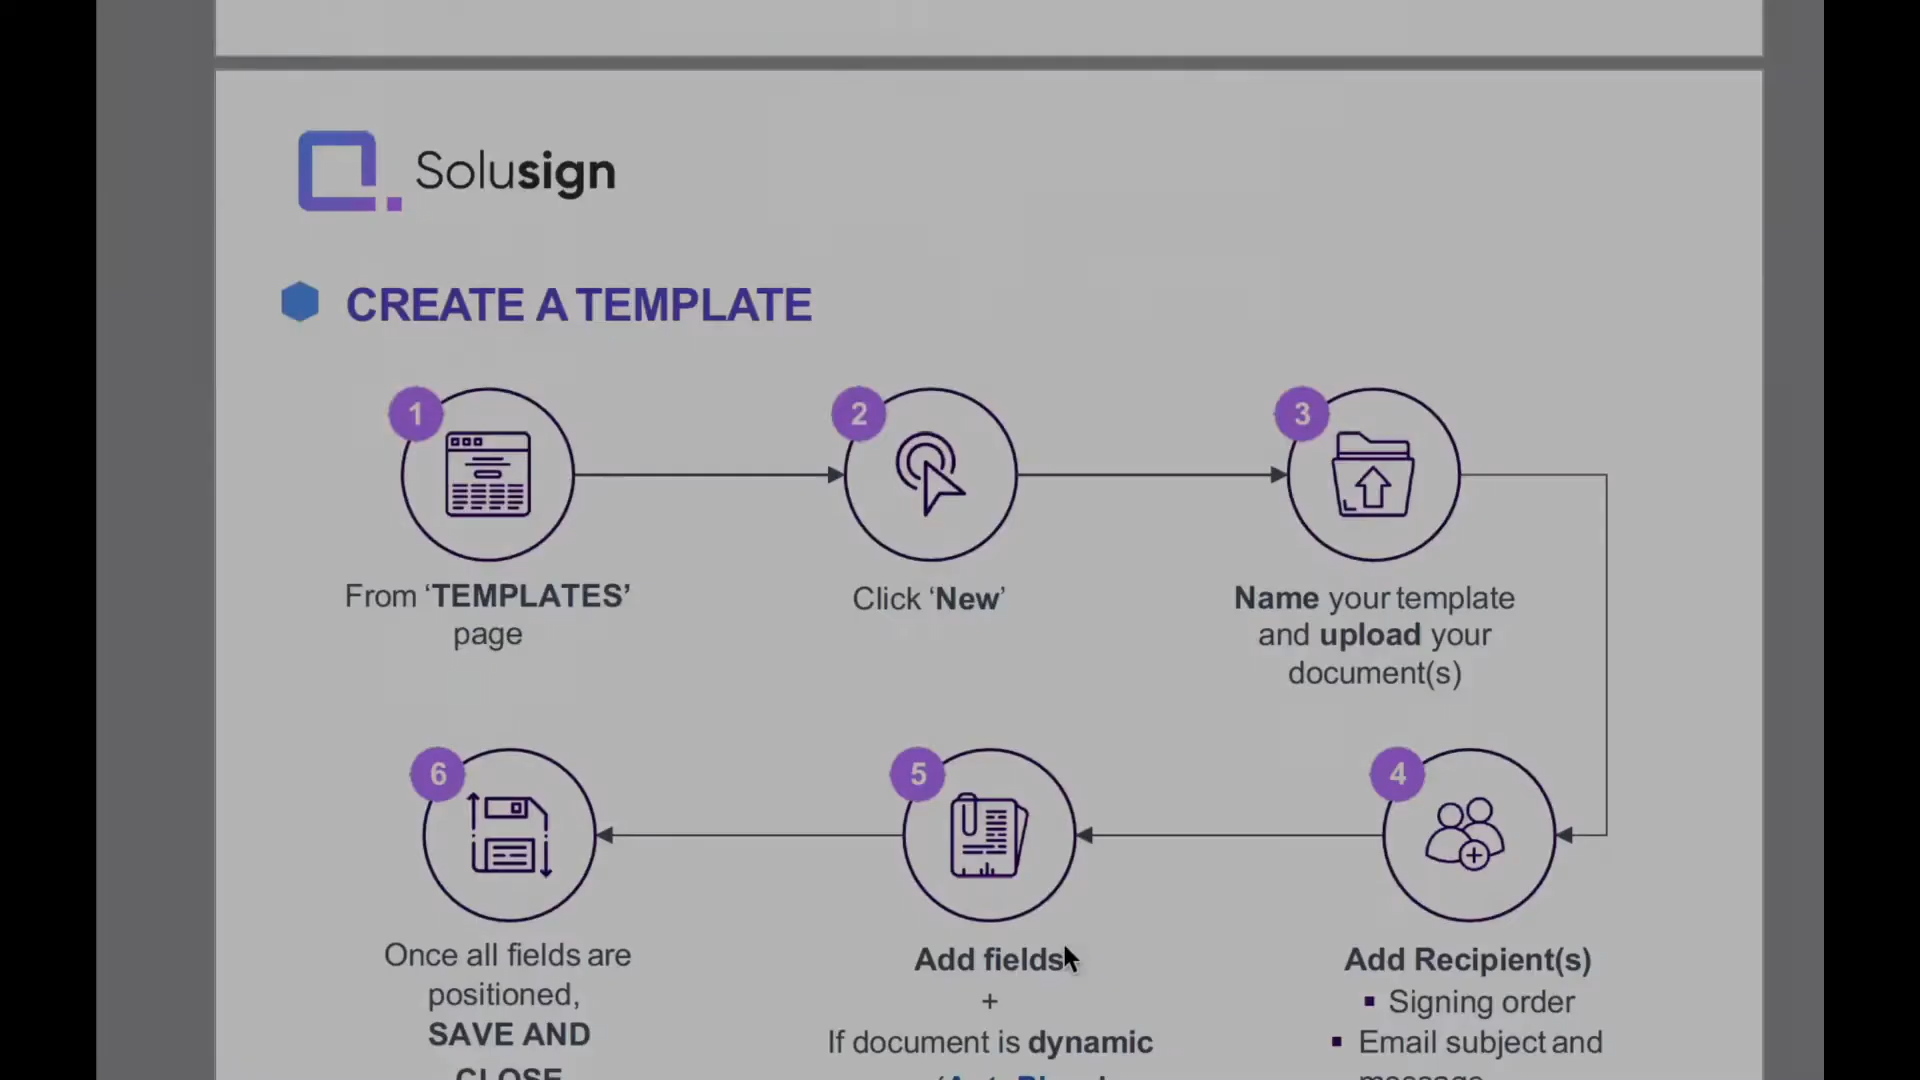 Solusign
CREATE A TEMPLATE
1
2
3
From ‘TEMPLATES’
page
Click ‘New’
Name your template
and upload your
document(s)
6
5
4
Once all fields are
positioned,
SAVE AND
CLOSE
Add fields
+
If document is dynamic
Add Recipient(s)
▪ Signing order
▪ Email subject and
message